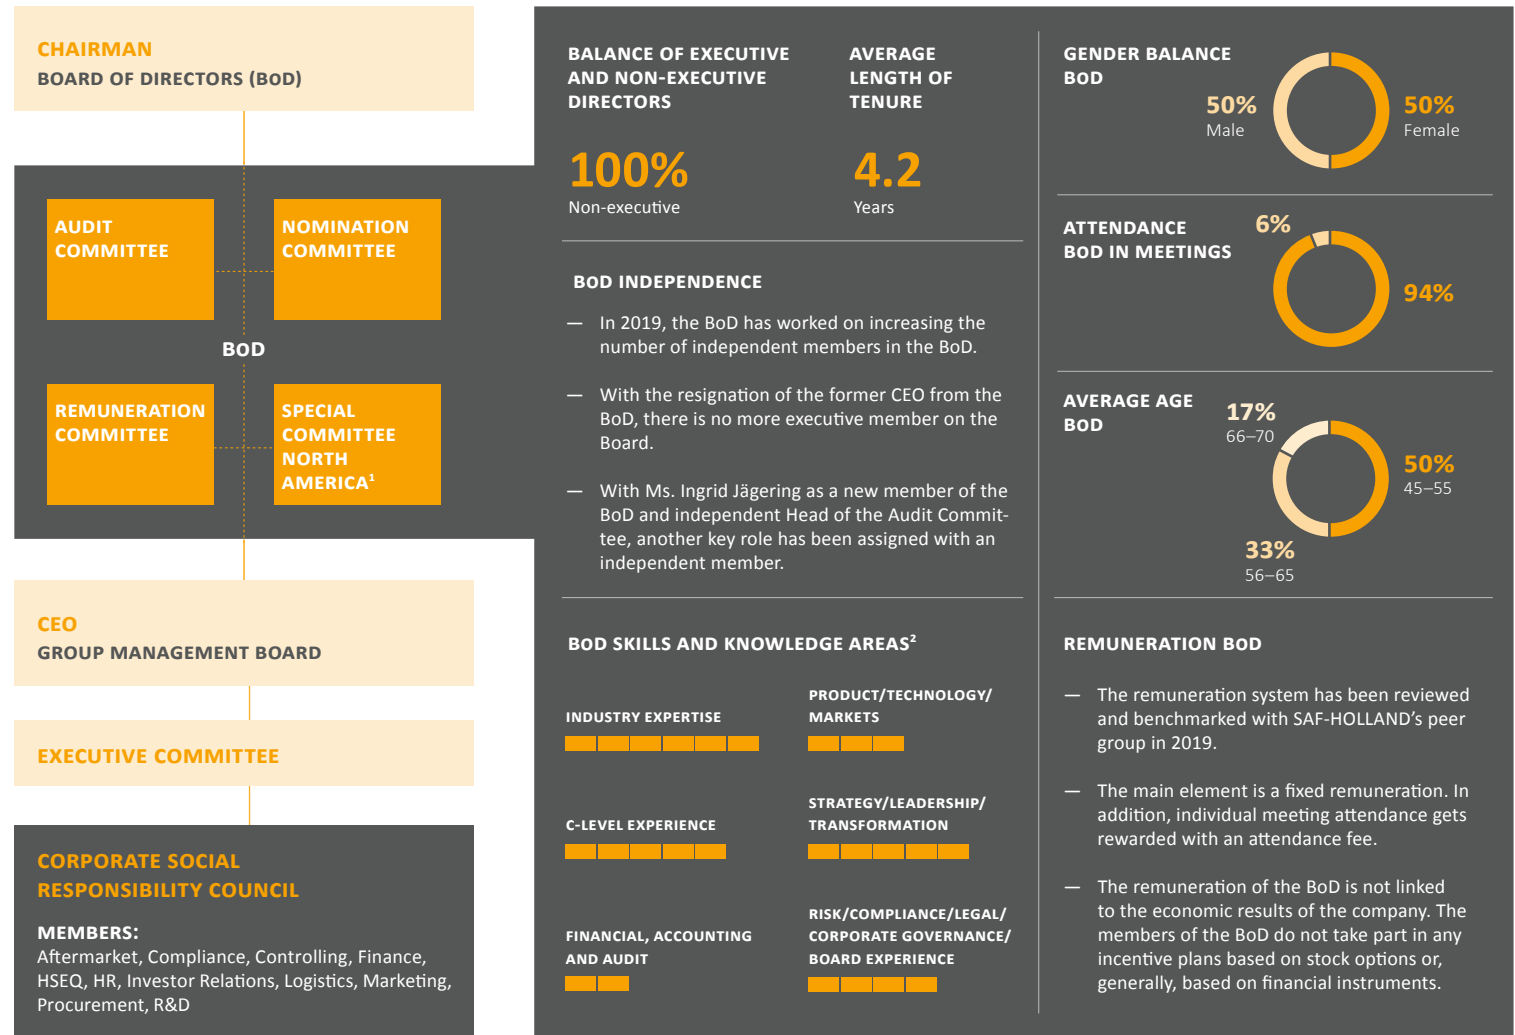 CHAIRMAN
BOARD OF DIRECTORS (BoD)
AUDIT
COMMITTEE
NOMINATION
COMMITTEE
BoD
REMUNERATION
COMMITTEE
SPECIAL
COMMITTEE
NORTH
AMERICA¹
CEO
GROUP MANAGEMENT BOARD
EXECUTIVE COMMITTEE
CORPORATE SOCIAL
RESPONSIBILITY COUNCIL
MEMBERS:
Aftermarket, Compliance, Controlling, Finance,
HSEQ, HR, Investor Relations, Logistics, Marketing,
Procurement, R&D
BALANCE OF EXECUTIVE
AND NON-EXECUTIVE
DIRECTORS
100%
Non-executive
AVERAGE
LENGTH OF
TENURE
4.2
Years
BoD INDEPENDENCE
— In 2019, the BoD has worked on increasing the
number of independent members in the BoD.
— With the resignation of the former CEO from the
BoD, there is no more executive member on the
Board.
— With Ms. Ingrid Jägering as a new member of the
BoD and independent Head of the Audit Commit-
tee, another key role has been assigned with an
independent member.
BoD SKILLS AND KNOWLEDGE AREAS²
INDUSTRY EXPERTISE
PRODUCT/TECHNOLOGY/
MARKETS
C-LEVEL EXPERIENCE
STRATEGY/LEADERSHIP/
TRANSFORMATION
FINANCIAL, ACCOUNTING
AND AUDIT
RISK/COMPLIANCE/LEGAL/
CORPORATE GOVERNANCE/
BOARD EXPERIENCE
GENDER BALANCE
BoD
50%
Male
50%
Female
ATTENDANCE
BoD IN MEETINGS
6%
94%
AVERAGE AGE
BoD
17%
66–70
50%
45–55
33%
56–65
REMUNERATION BoD
— The remuneration system has been reviewed
and benchmarked with SAF-HOLLAND's peer
group in 2019.
— The main element is a fixed remuneration. In
addition, individual meeting attendance gets
rewarded with an attendance fee.
— The remuneration of the BoD is not linked
to the economic results of the company. The
members of the BoD do not take part in any
incentive plans based on stock options or,
generally, based on financial instruments.